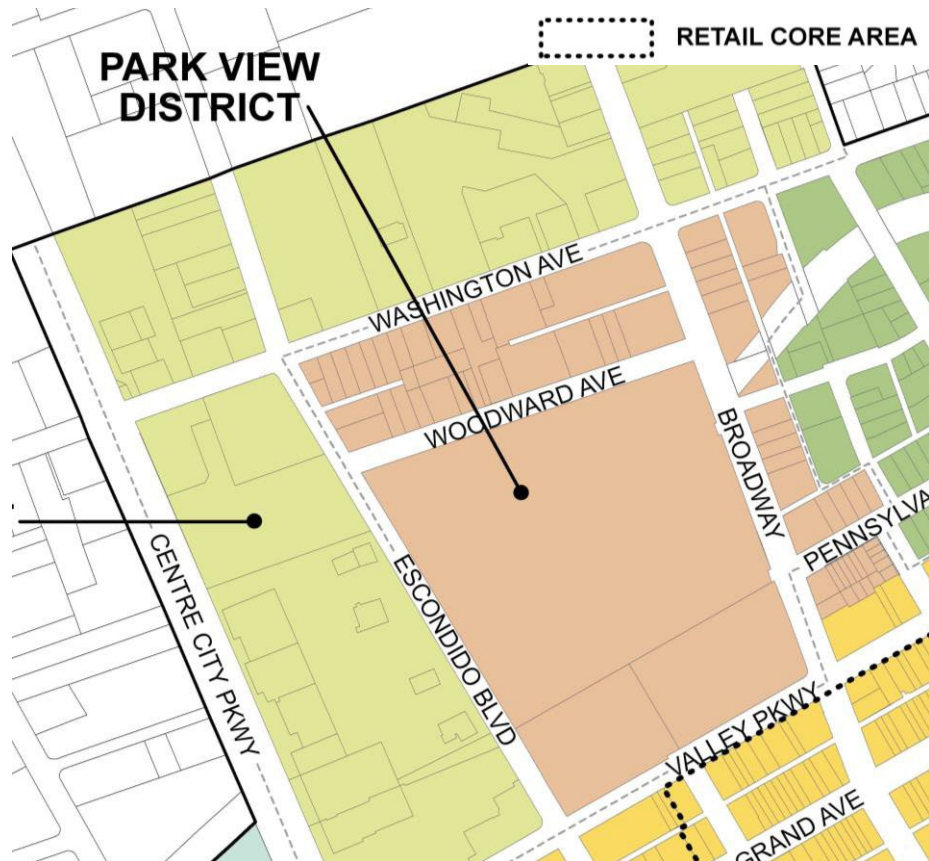 RETAIL CORE AREA
PARK VIEW
DISTRICT
WASHINGTON AVE
WOODWARD AVE
BROADWAY
PENNSYLVA
CENTRE CITY PKWY
ESCONDIDO BLVD
VALLEY PKWY
GRAND AVE